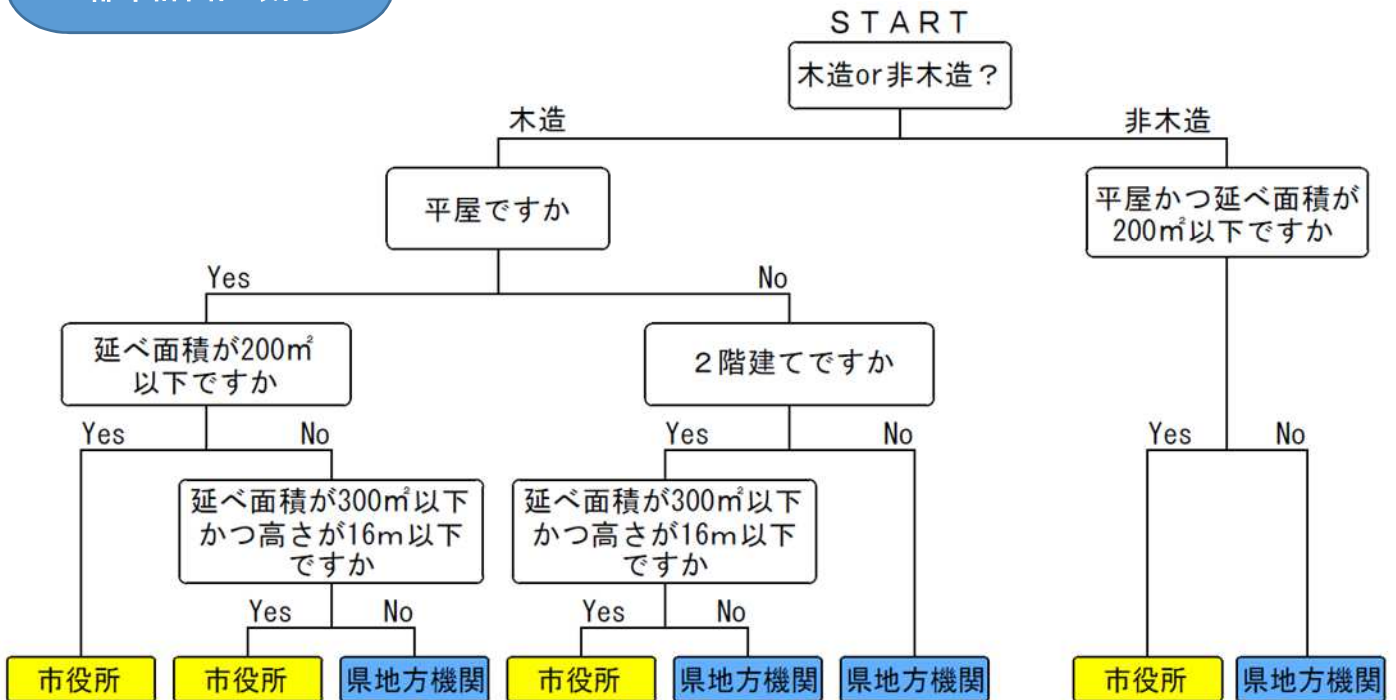 ＳＴＡＲＴ
木造or非木造？
木造
非木造
平屋ですか
平屋かつ延べ面積が
200㎡以下ですか
Yes
No
延べ面積が200㎡
以下ですか
２階建てですか
Yes
No
Yes
No
Yes
No
延べ面積が300㎡以下
かつ高さが16ｍ以下
ですか
延べ面積が300㎡以下
かつ高さが16ｍ以下
ですか
Yes
No
Yes
No
市役所
市役所
県地方機関
市役所
県地方機関
県地方機関
市役所
県地方機関